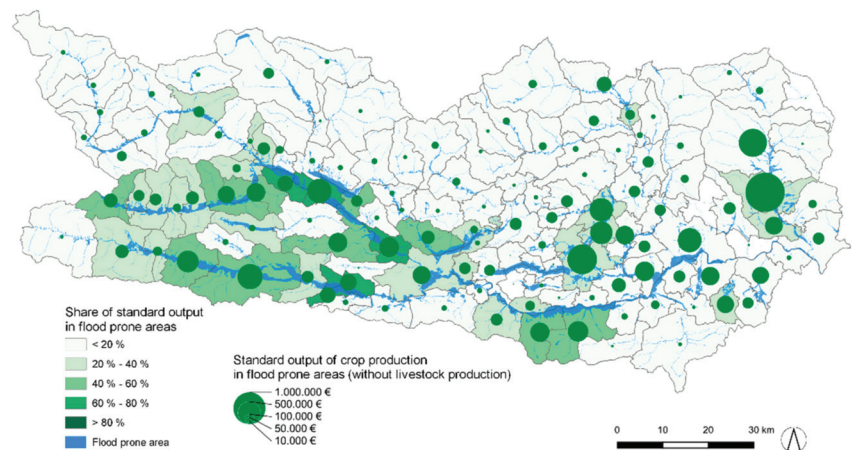 Share of standard output
in flood prone areas
< 20 %
20 % - 40 %
40 % - 60 %
60 % - 80 %
> 80 %
Flood prone area
Standard output of crop production
in flood prone areas (without livestock production)
1.000.000 €
500.000 €
100.000 €
50.000 €
10.000 €
0 10 20 30 km